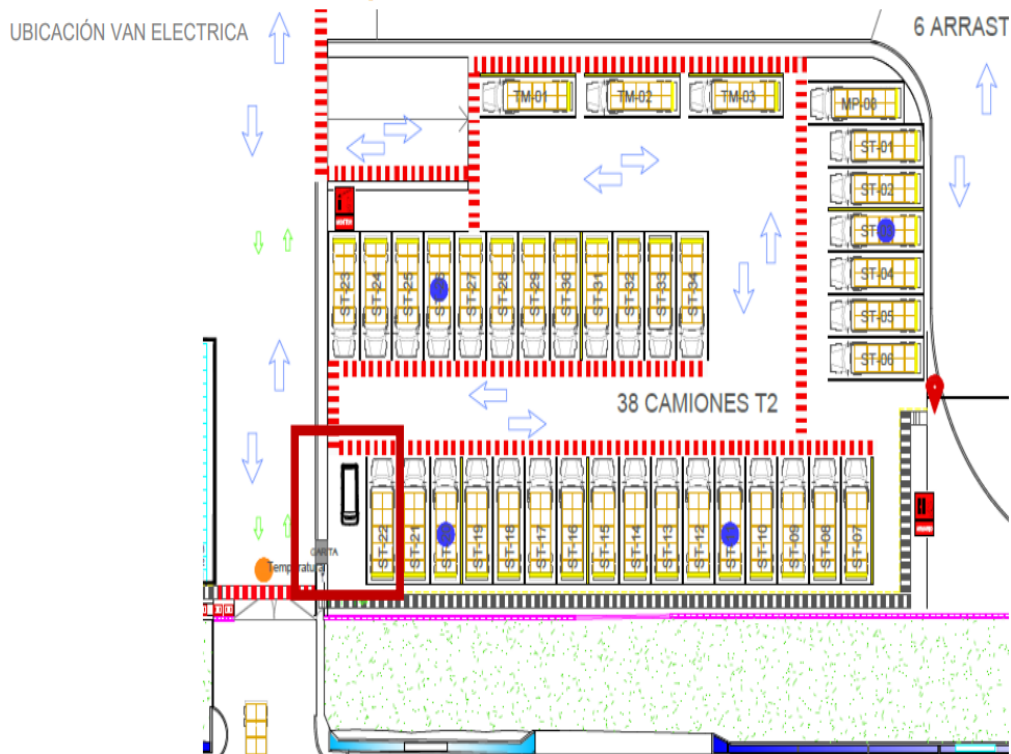 UBICACIÓN VAN ELECTRICA
6 ARRAST
TM-01
TM-02
TM-03
MP-08
ST-01
ST-02
ST-04
ST-05
ST-06
ST-23
ST-24
ST-25
ST-27
ST-28
ST-29
ST-30
ST-31
ST-32
ST-33
ST-34
38 CAMIONES T2
ST-22
ST-21
ST-19
ST-18
ST-17
ST-16
ST-15
ST-14
ST-13
ST-12
ST-10
ST-09
ST-08
ST-07
GARITA
Temperatura